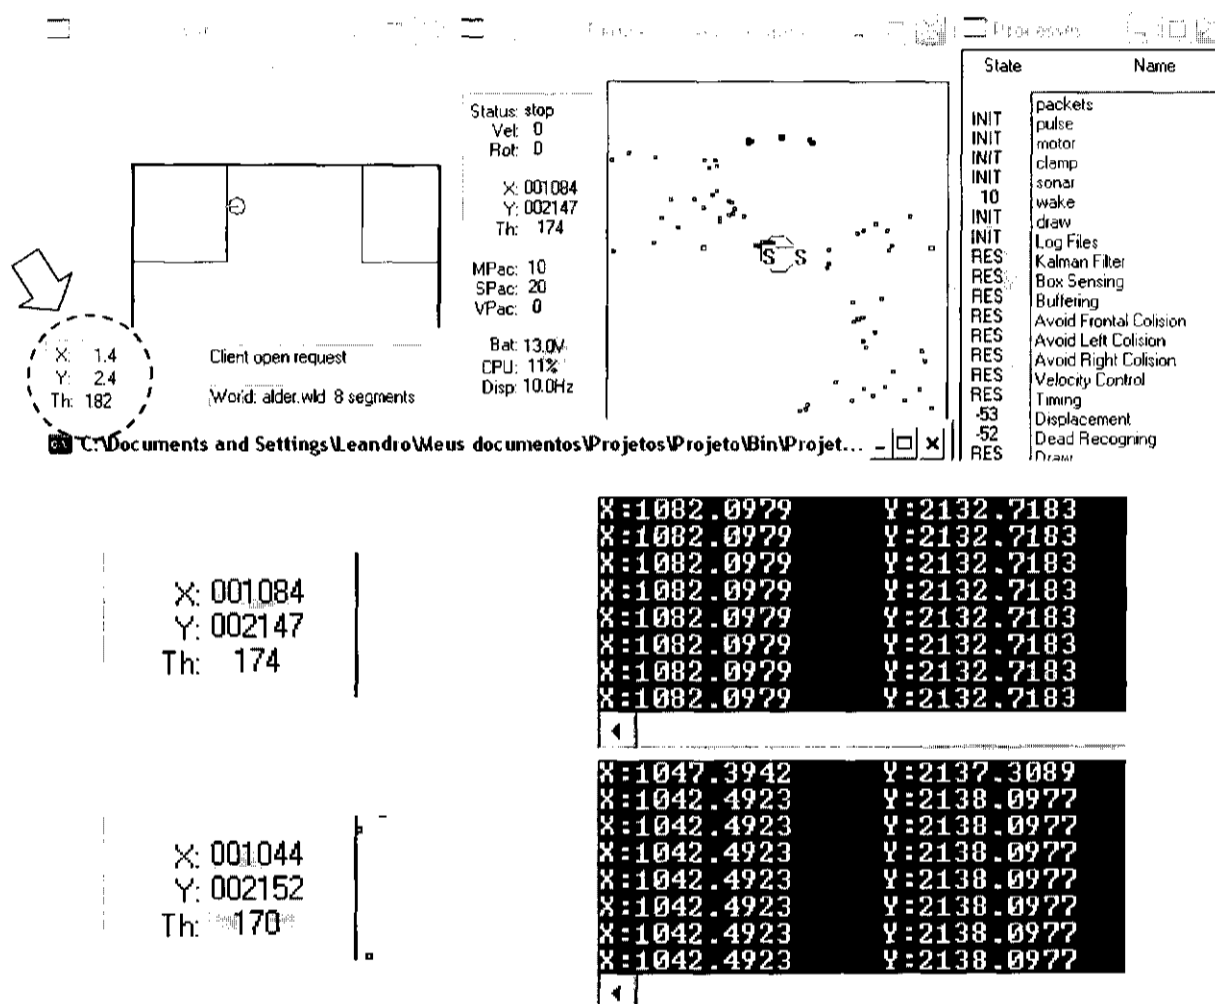 Processes
State Name
Status: stop
Vel: 0
Rot: 0
X: 001084
Y: 002147
Th: 174
MPac: 10
SPac: 20
VPac: 0
Bat: 13.0V
CPU: 11%
Disp: 10.0Hz
S S
packets
INIT pulse
INIT motor
INIT clamp
INIT sonar
10 wake
INIT draw
INIT Log Files
RES Kalman Filter
RES Box Sensing
RES Buffering
RES Avoid Frontal Colision
RES Avoid Left Colision
RES Avoid Right Colision
RES Velocity Control
RES Timing
-53 Displacement
-52 Dead Recogning
RES Draw
X: 1.4
Y: 2.4
Th: 182
Client open request
World: alder.wld 8 segments
C:\Documents and Settings\Leandro\Meus documentos\Projetos\Projeto\Bin\Projet...
X: 001084
Y: 002147
Th: 174
X:1082.0979 Y:2132.7183
X:1082.0979 Y:2132.7183
X:1082.0979 Y:2132.7183
X:1082.0979 Y:2132.7183
X:1082.0979 Y:2132.7183
X:1082.0979 Y:2132.7183
X:1082.0979 Y:2132.7183
X:1082.0979 Y:2132.7183
X: 001044
Y: 002152
Th: 170
X:1047.3942 Y:2137.3089
X:1042.4923 Y:2138.0977
X:1042.4923 Y:2138.0977
X:1042.4923 Y:2138.0977
X:1042.4923 Y:2138.0977
X:1042.4923 Y:2138.0977
X:1042.4923 Y:2138.0977
X:1042.4923 Y:2138.0977